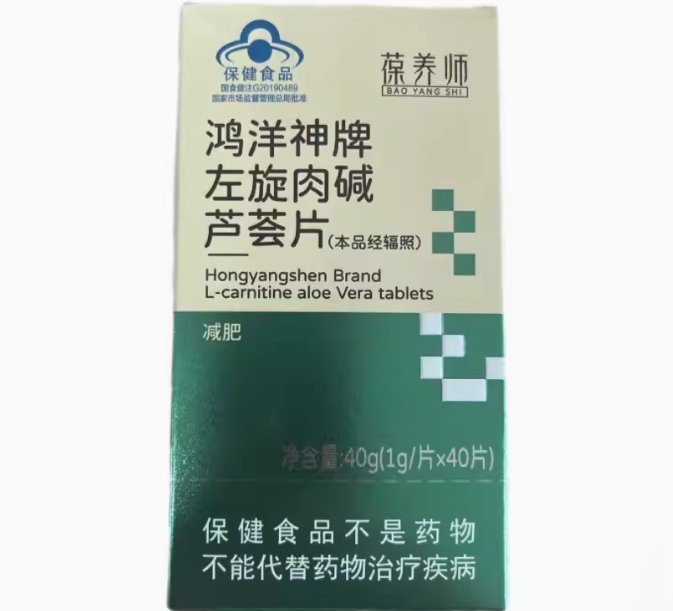 保健食品
国食健注G20190489
国家市场监督管理总局批准
葆养师
BAO YANG SHI
鸿洋神牌
左旋肉碱
芦荟片(本品经辐照)
Hongyangshen Brand
L-carnitine aloe Vera tablets
减肥
净含量:40g(1g/片×40片)
保健食品不是药物
不能代替药物治疗疾病